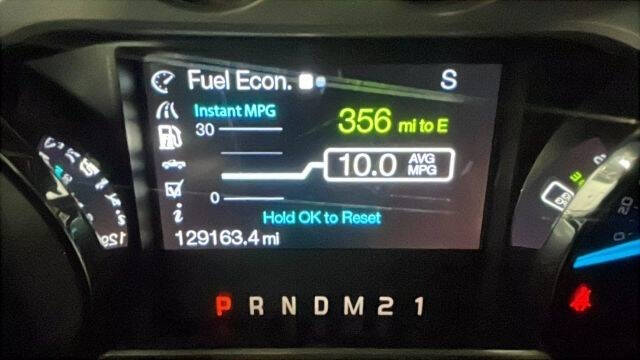 Fuel Econ. S
Instant MPG
30
356 mi to E
10.0 AVG MPG
0
Hold OK to Reset
129163.4 mi
P R N D M 2 1